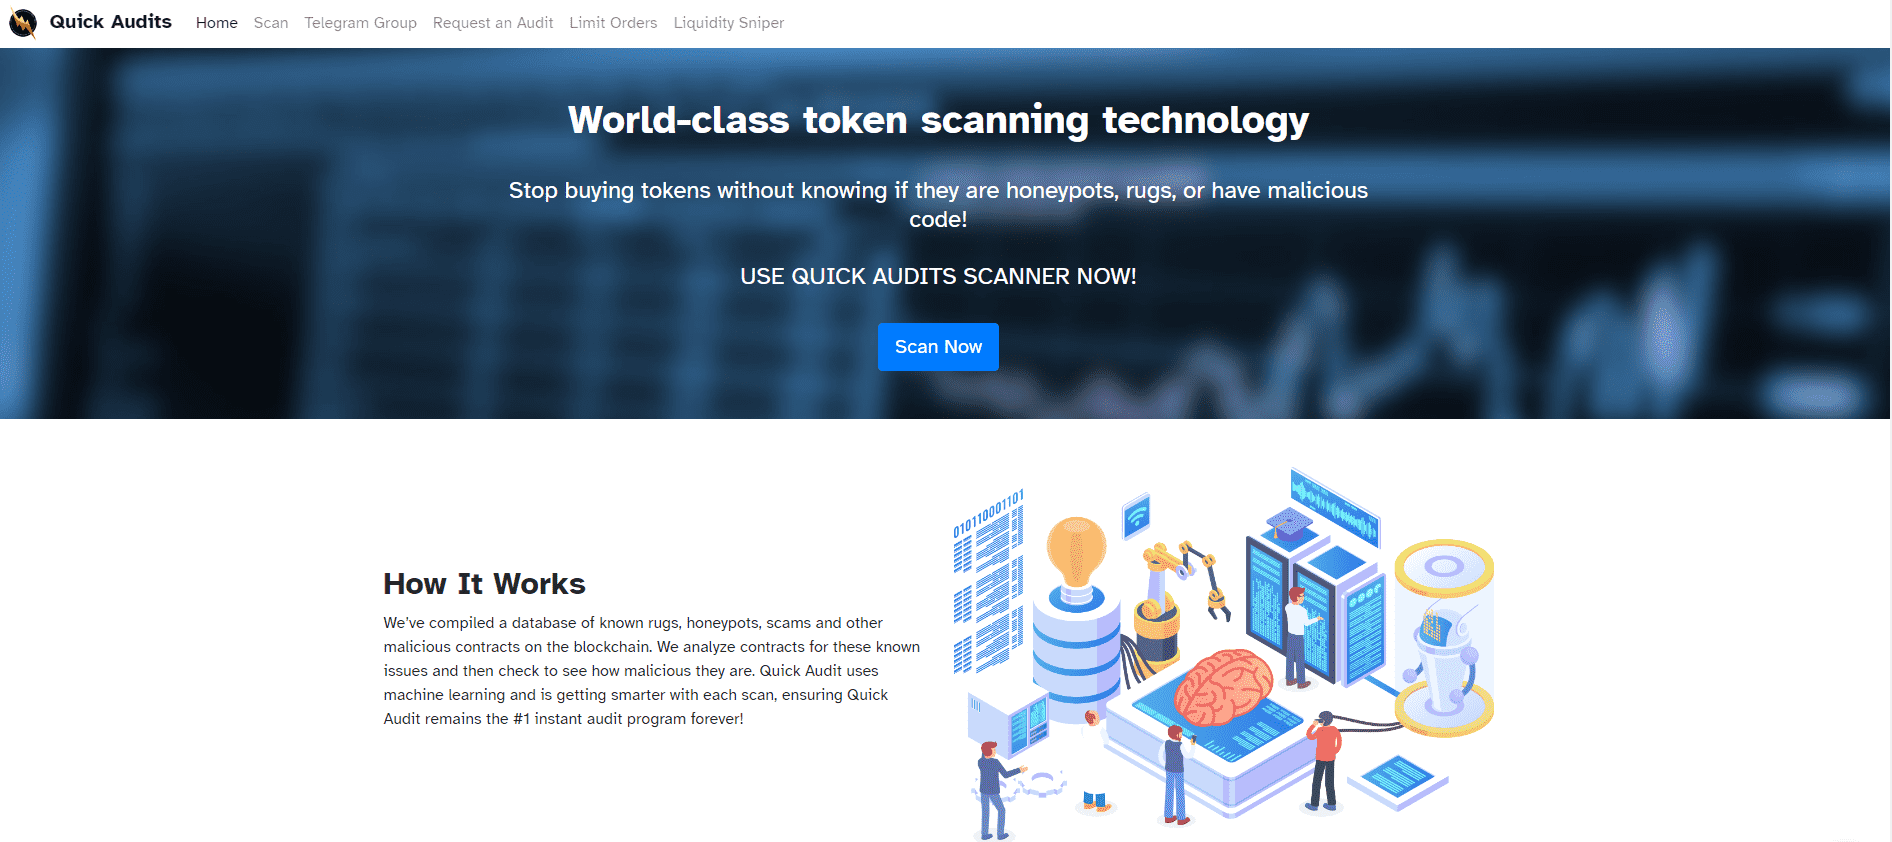 Quick Audits Home Scan Telegram Group Request an Audit Limit Orders Liquidity Sniper
World-class token scanning technology
Stop buying tokens without knowing if they are honeypots, rugs, or have malicious
code!
USE QUICK AUDITS SCANNER NOW!
Scan Now
010110001101
How It Works
We've compiled a database of known rugs, honeypots, scams and other
malicious contracts on the blockchain. We analyze contracts for these known
issues and then check to see how malicious they are. Quick Audit uses
machine learning and is getting smarter with each scan, ensuring Quick
Audit remains the #1 instant audit program forever!